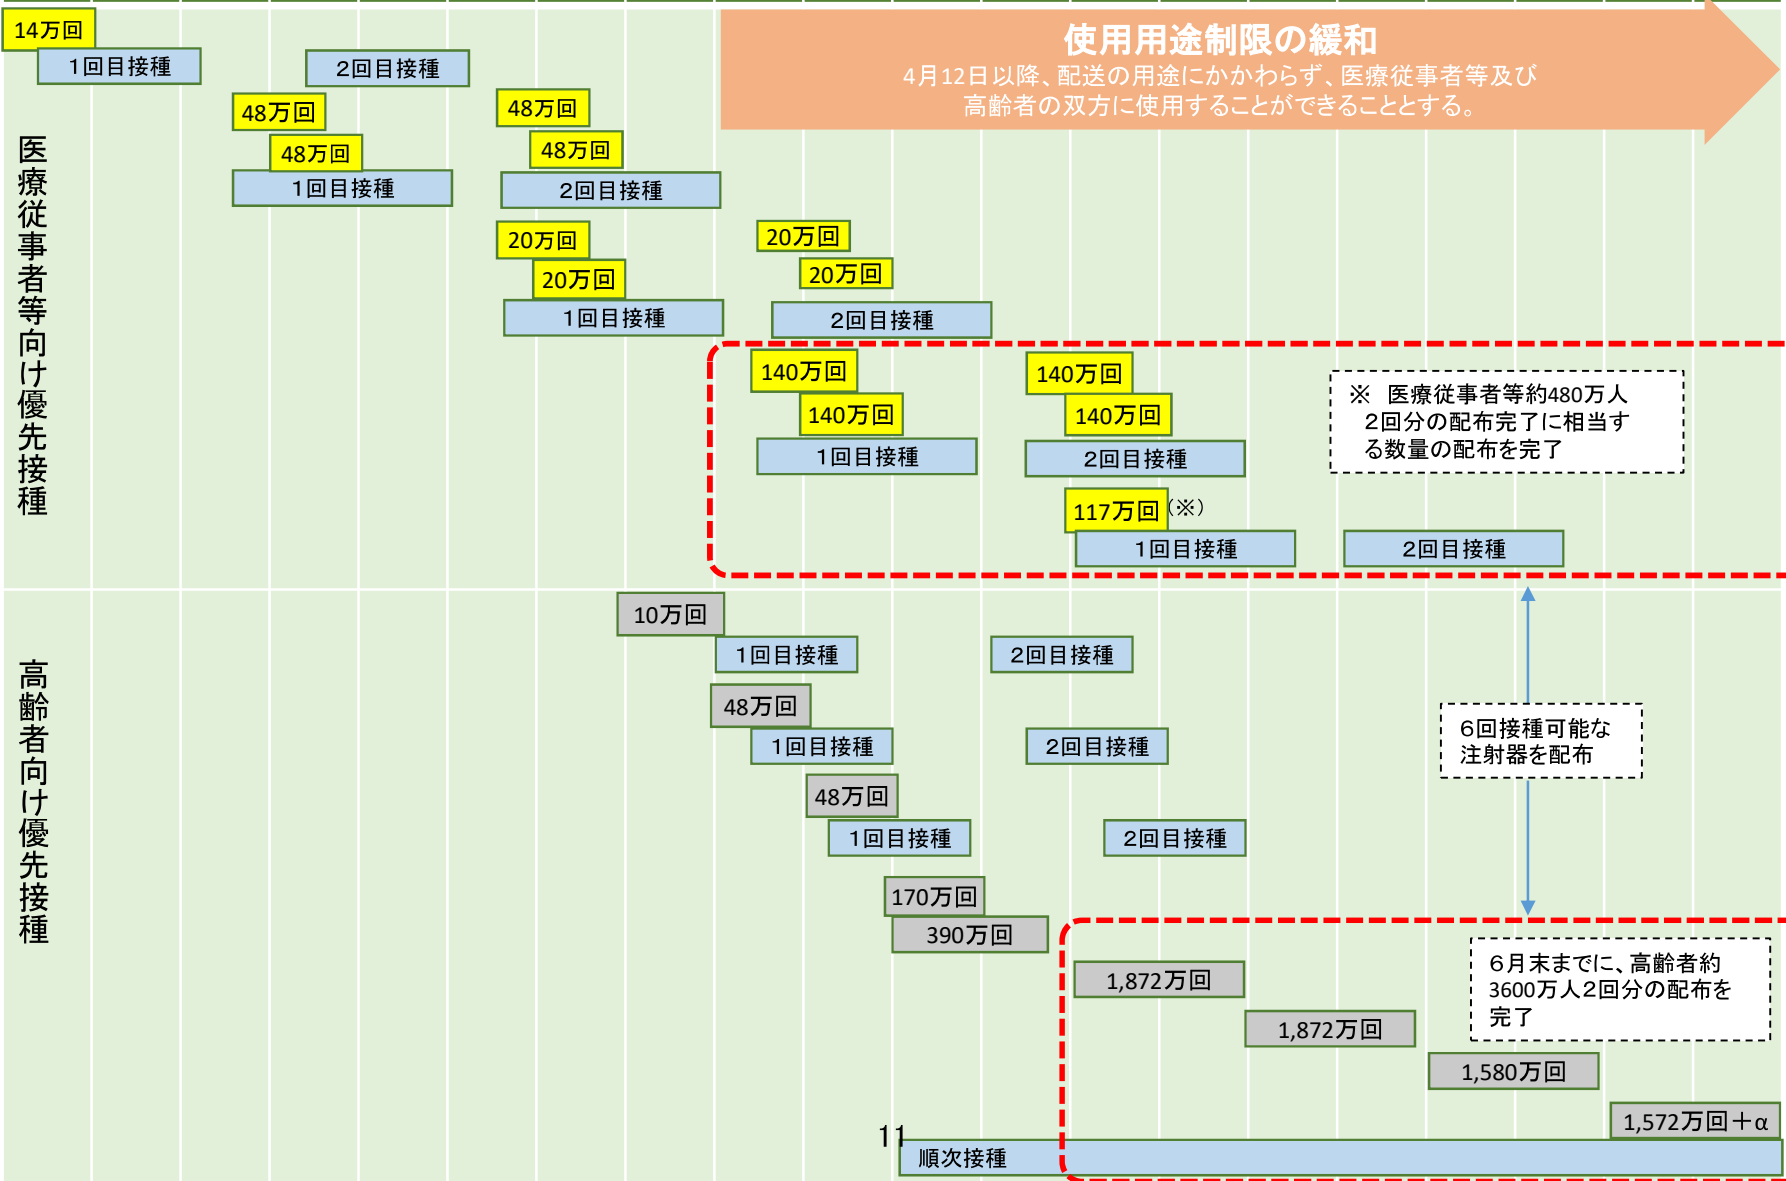 使用用途制限の緩和
4月12日以降、配送の用途にかかわらず、医療従事者等及び
高齢者の双方に使用することができることとする。
医療従事者等向け優先接種
14万回
1回目接種
2回目接種
48万回
48万回
48万回
48万回
1回目接種
2回目接種
20万回
20万回
20万回
20万回
1回目接種
2回目接種
140万回
140万回
140万回
140万回
1回目接種
2回目接種
※ 医療従事者等約480万人
2回分の配布完了に相当す
る数量の配布を完了
117万回(※)
1回目接種
2回目接種
高齢者向け優先接種
10万回
1回目接種
2回目接種
48万回
1回目接種
2回目接種
6回接種可能な
注射器を配布
48万回
1回目接種
2回目接種
170万回
390万回
1,872万回
1,872万回
1,580万回
1,572万回+α
6月末までに、高齢者約
3600万人2回分の配布を
完了
11
順次接種